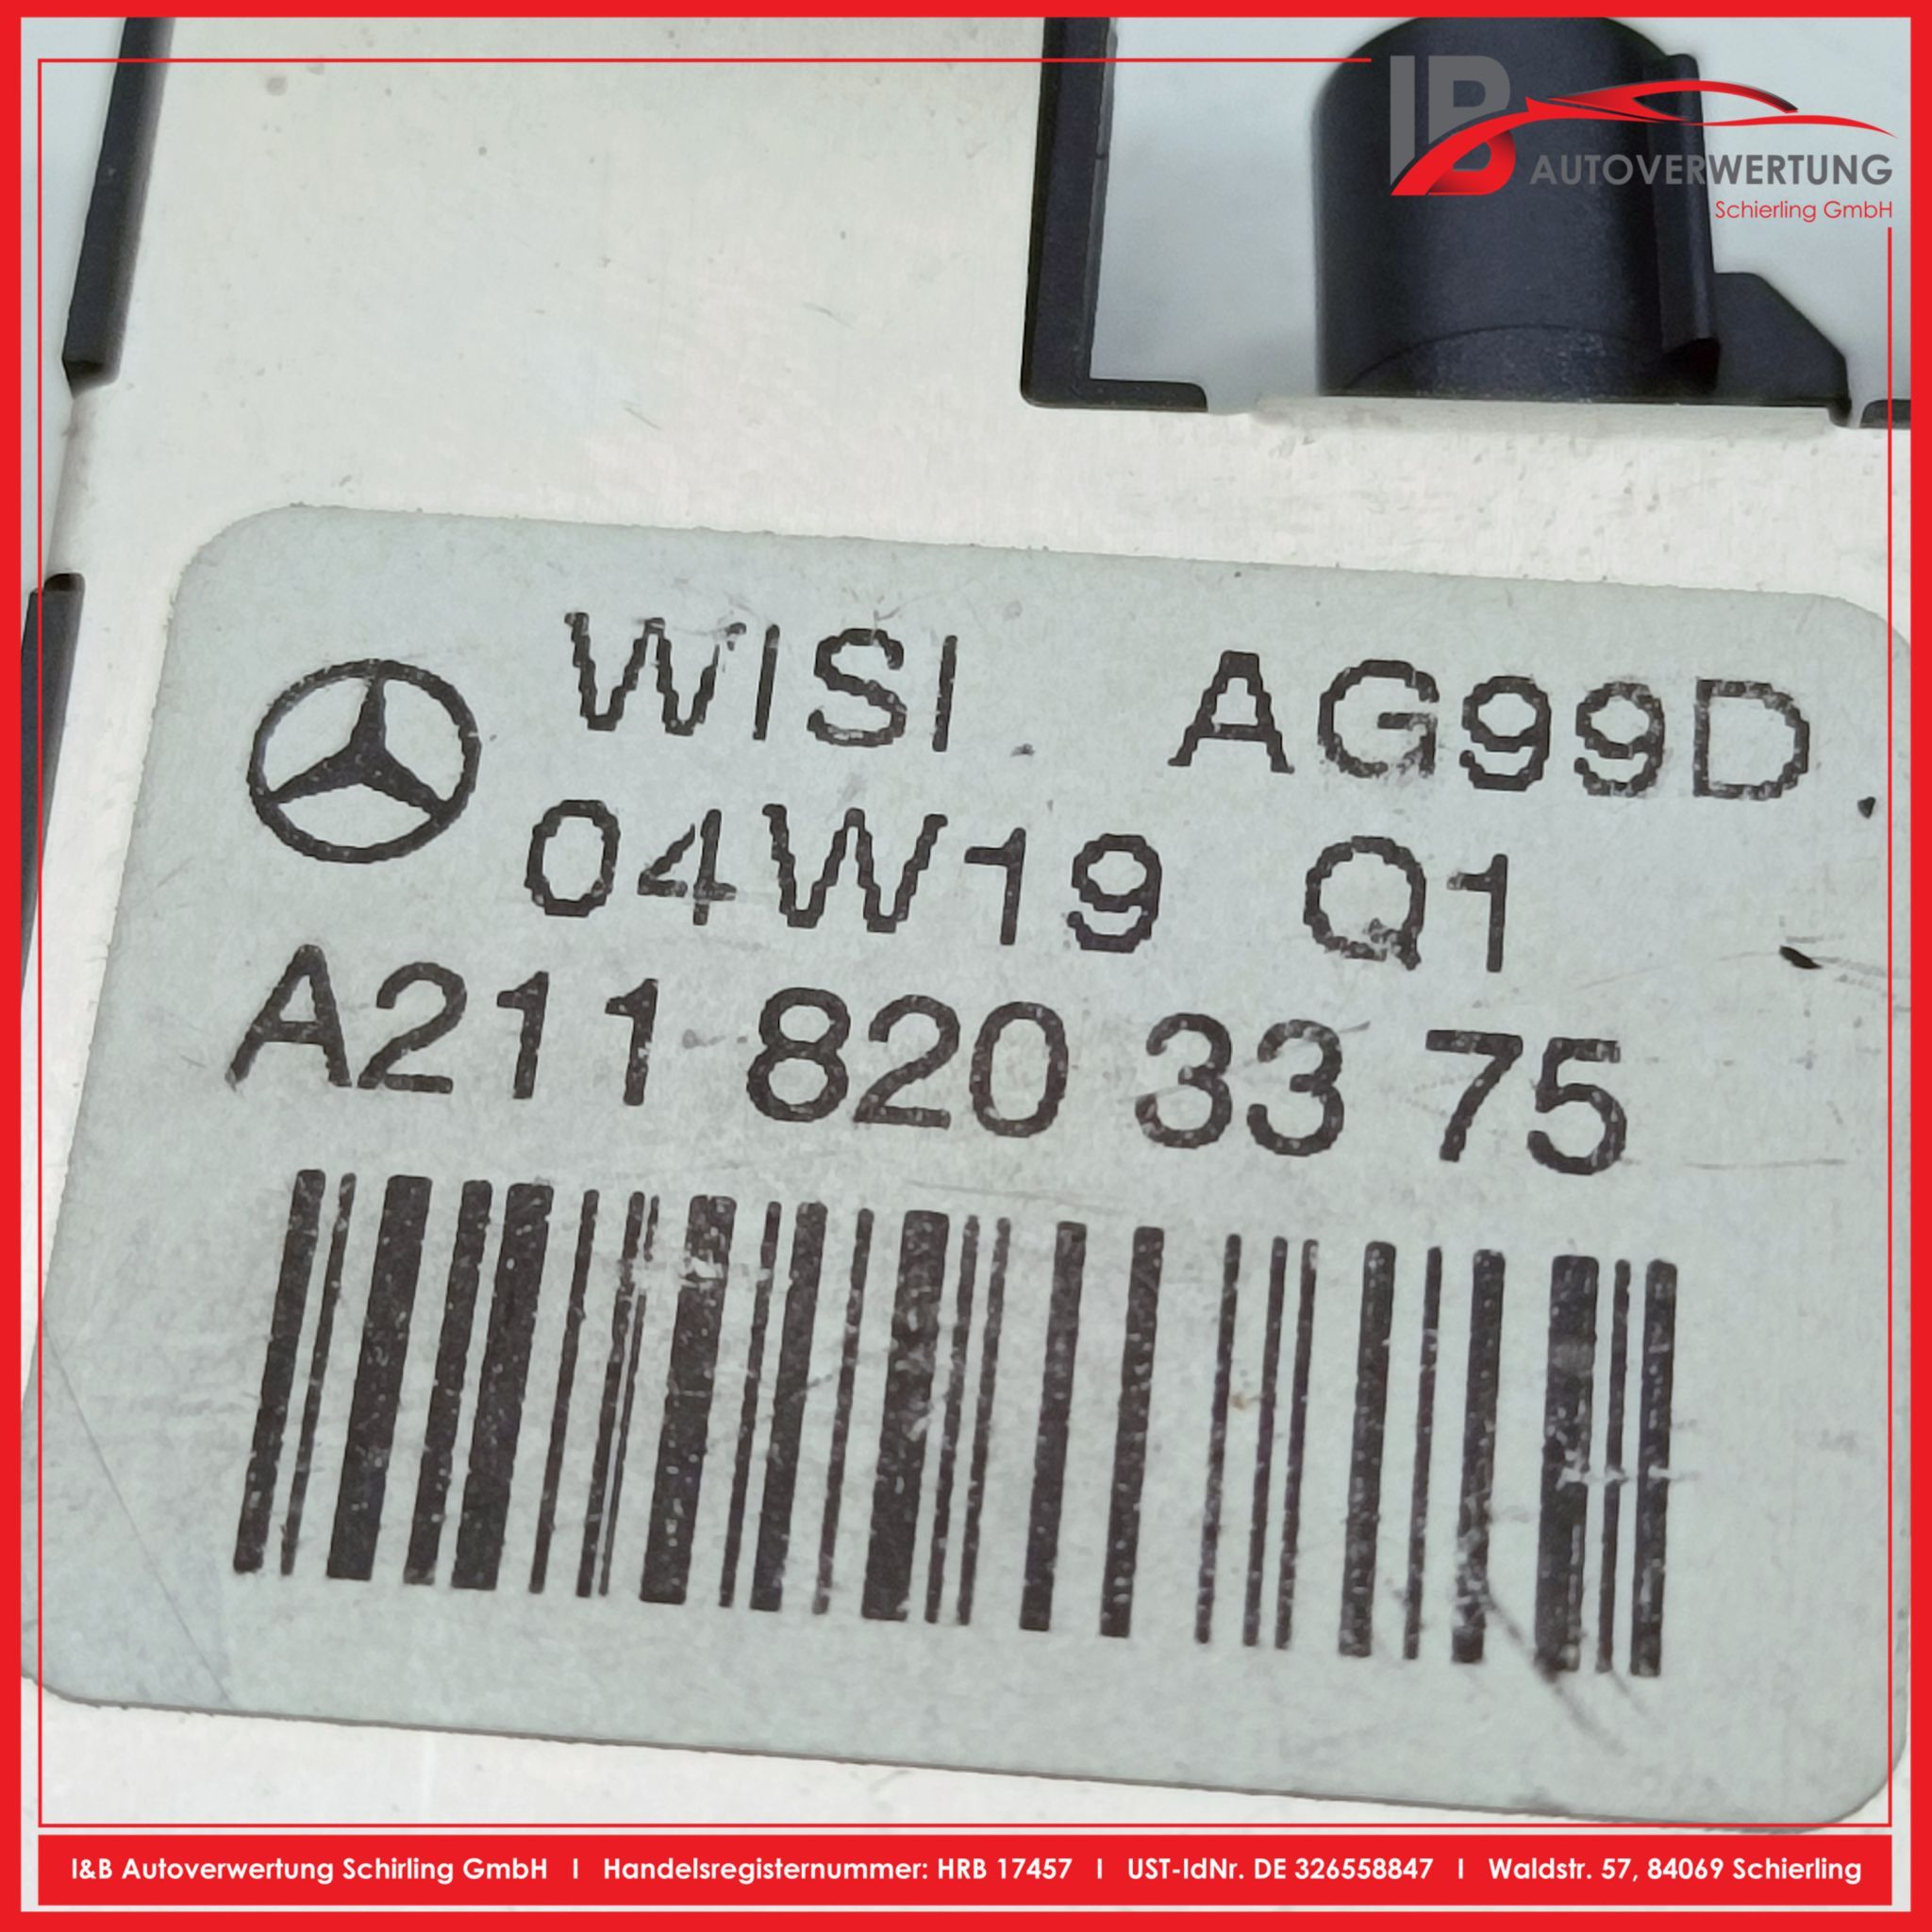 IB
AUTOVERWERTUNG
Schierling GmbH
WISI AG99D
04W19 Q1
A211 820 33 75
I&B Autoverwertung Schirling GmbH I Handelsregisternummer: HRB 17457 I UST-IdNr. DE 326558847 I Waldstr. 57, 84069 Schierling